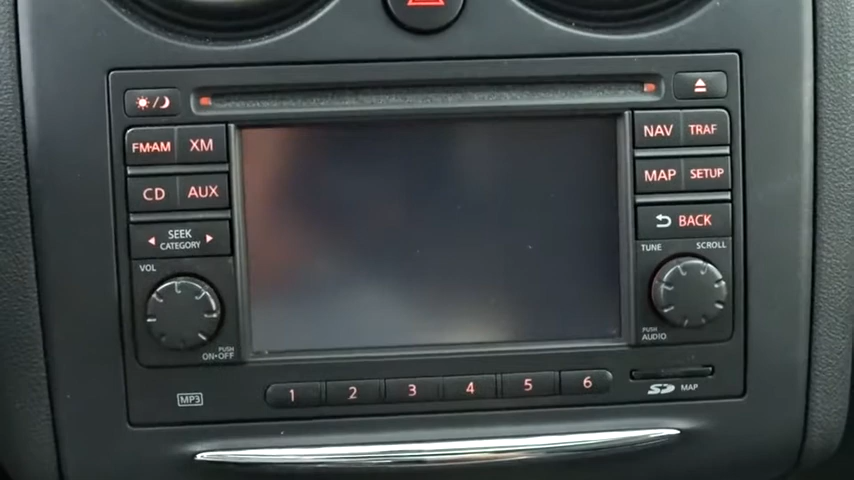 FM·AM XM
CD AUX
SEEK
CATEGORY
VOL
PUSH
ON·OFF
MP3
1 2 3 4 5 6
NAV TRAF
MAP SETUP
BACK
TUNE SCROLL
PUSH
AUDIO
SD MAP